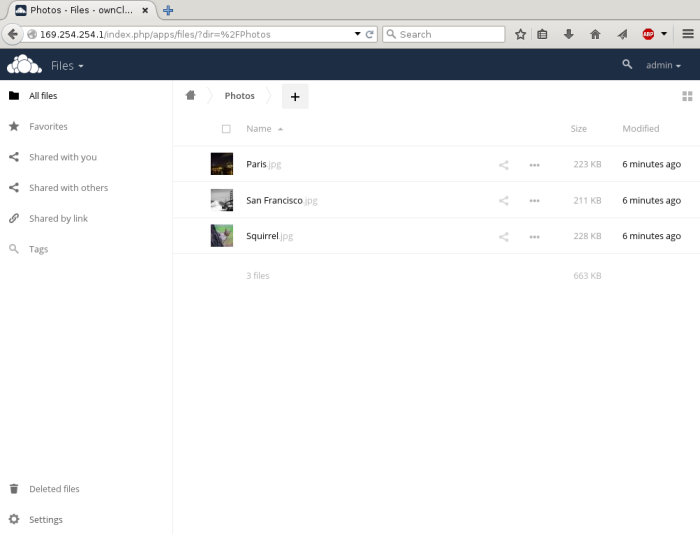 Photos - Files - ownCl...
169.254.254.1/index.php/apps/files/?dir=%2FPhotos
Search
ABP
Files
admin
All files
Favorites
Shared with you
Shared with others
Shared by link
Tags
Deleted files
Settings
Photos
+
Name Size Modified
Paris.jpg 223 KB 6 minutes ago
San Francisco.jpg 211 KB 6 minutes ago
Squirrel.jpg 228 KB 6 minutes ago
3 files 663 KB